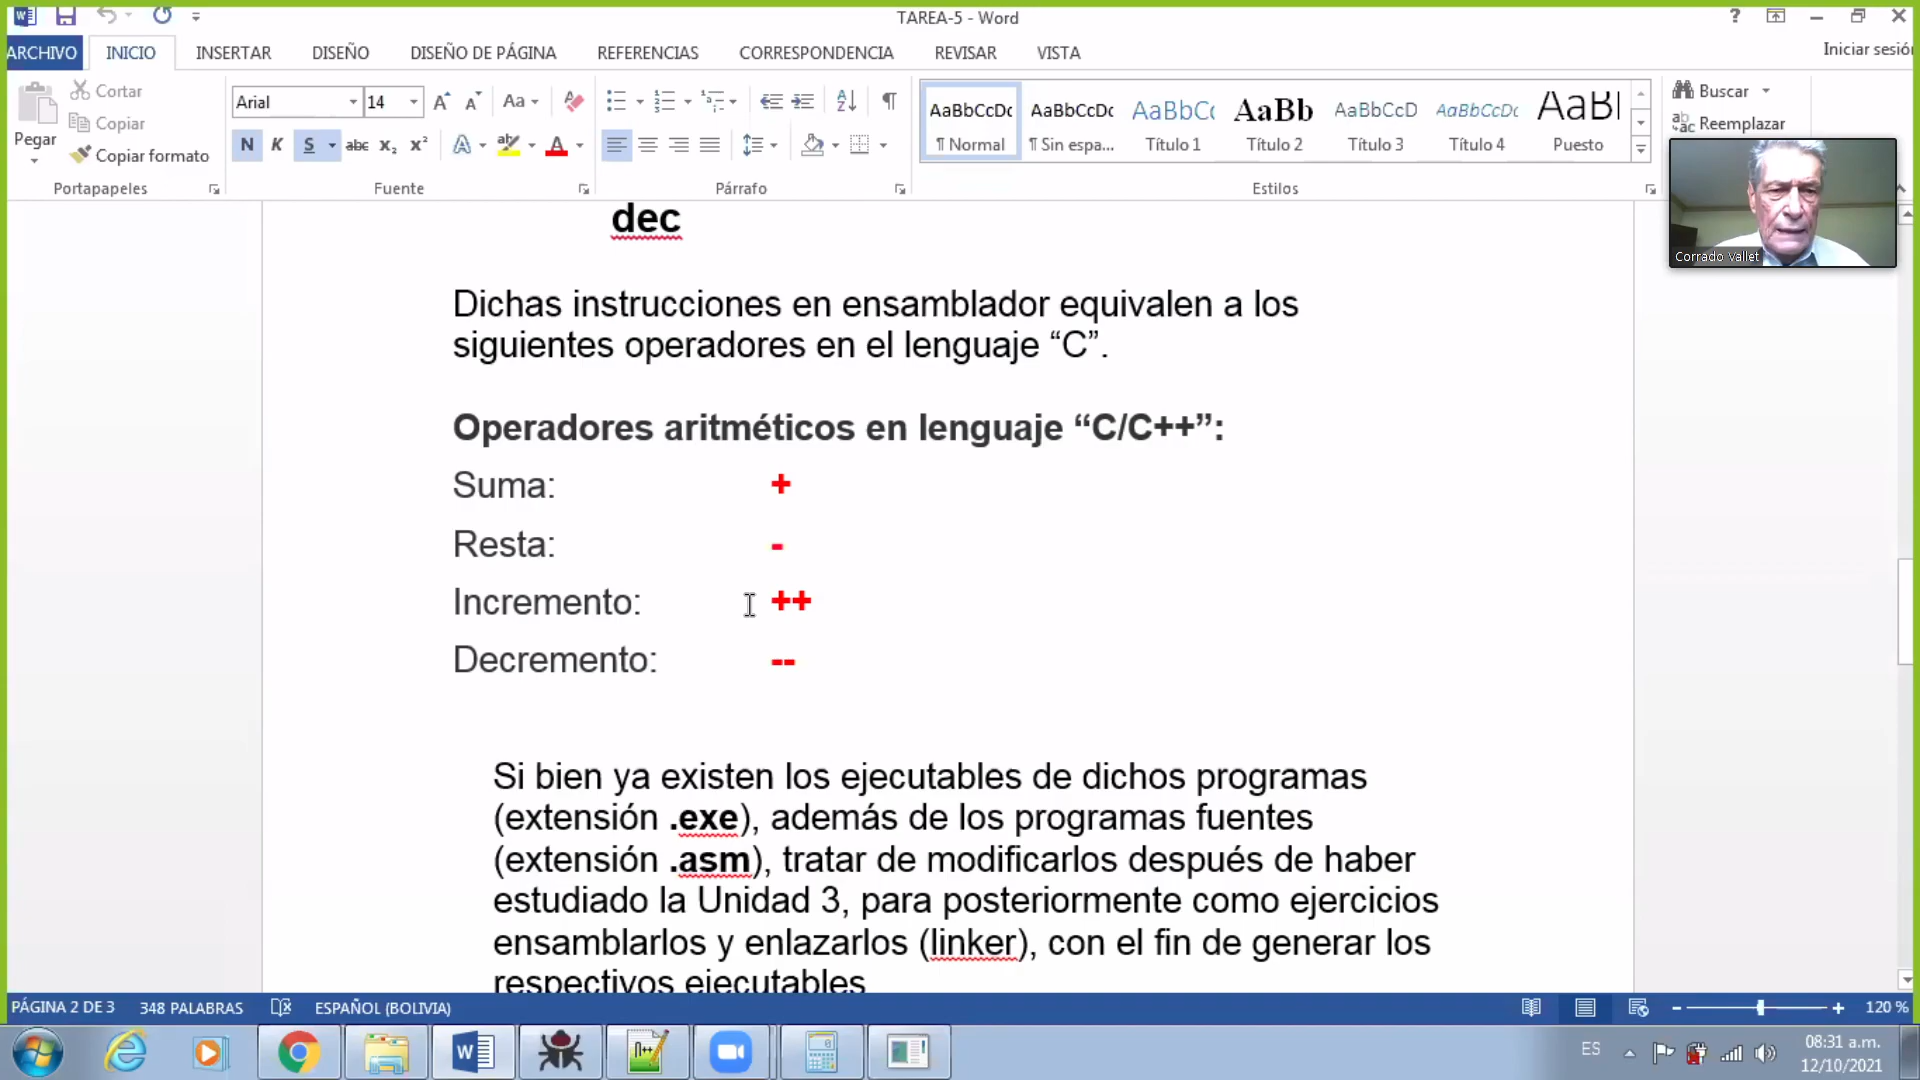 TAREA-5 - Word
?
ARCHIVO INICIO INSERTAR DISEÑO DISEÑO DE PÁGINA REFERENCIAS CORRESPONDENCIA REVISAR VISTA Iniciar sesión
Pegar
Cortar
Copiar
Copiar formato
Portapapeles
Arial 14
N K S abc x₂ x²
Fuente
Párrafo
AaBbCcDc AaBbCcDc AaBbC( AaBb AaBbCcD AaBbCcDc AaBl
¶ Normal ¶ Sin espa... Título 1 Título 2 Título 3 Título 4 Puesto
Estilos
Buscar
Reemplazar
Corrado Vallet
dec
Dichas instrucciones en ensamblador equivalen a los
siguientes operadores en el lenguaje “C”.
Operadores aritméticos en lenguaje “C/C++”:
Suma: +
Resta: -
Incremento: ++
Decremento: --
Si bien ya existen los ejecutables de dichos programas
(extensión .exe), además de los programas fuentes
(extensión .asm), tratar de modificarlos después de haber
estudiado la Unidad 3, para posteriormente como ejercicios
ensamblarlos y enlazarlos (linker), con el fin de generar los
respectivos ejecutables
PÁGINA 2 DE 3 348 PALABRAS ESPAÑOL (BOLIVIA) 120 %
ES
08:31 a.m.
12/10/2021